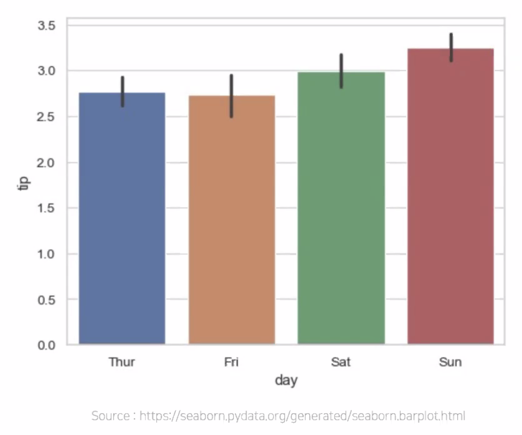 3.5
3.0
2.5
2.0
1.5
1.0
0.5
0.0
tip
Thur Fri Sat Sun
day
Source : https://seaborn.pydata.org/generated/seaborn.barplot.html